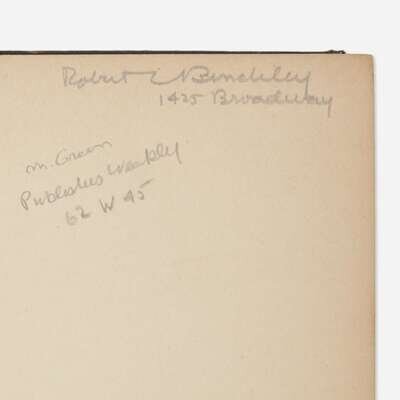 Robert C Benchley
1425 Broadway
M. Green
Publishers Weekly
62 W 45